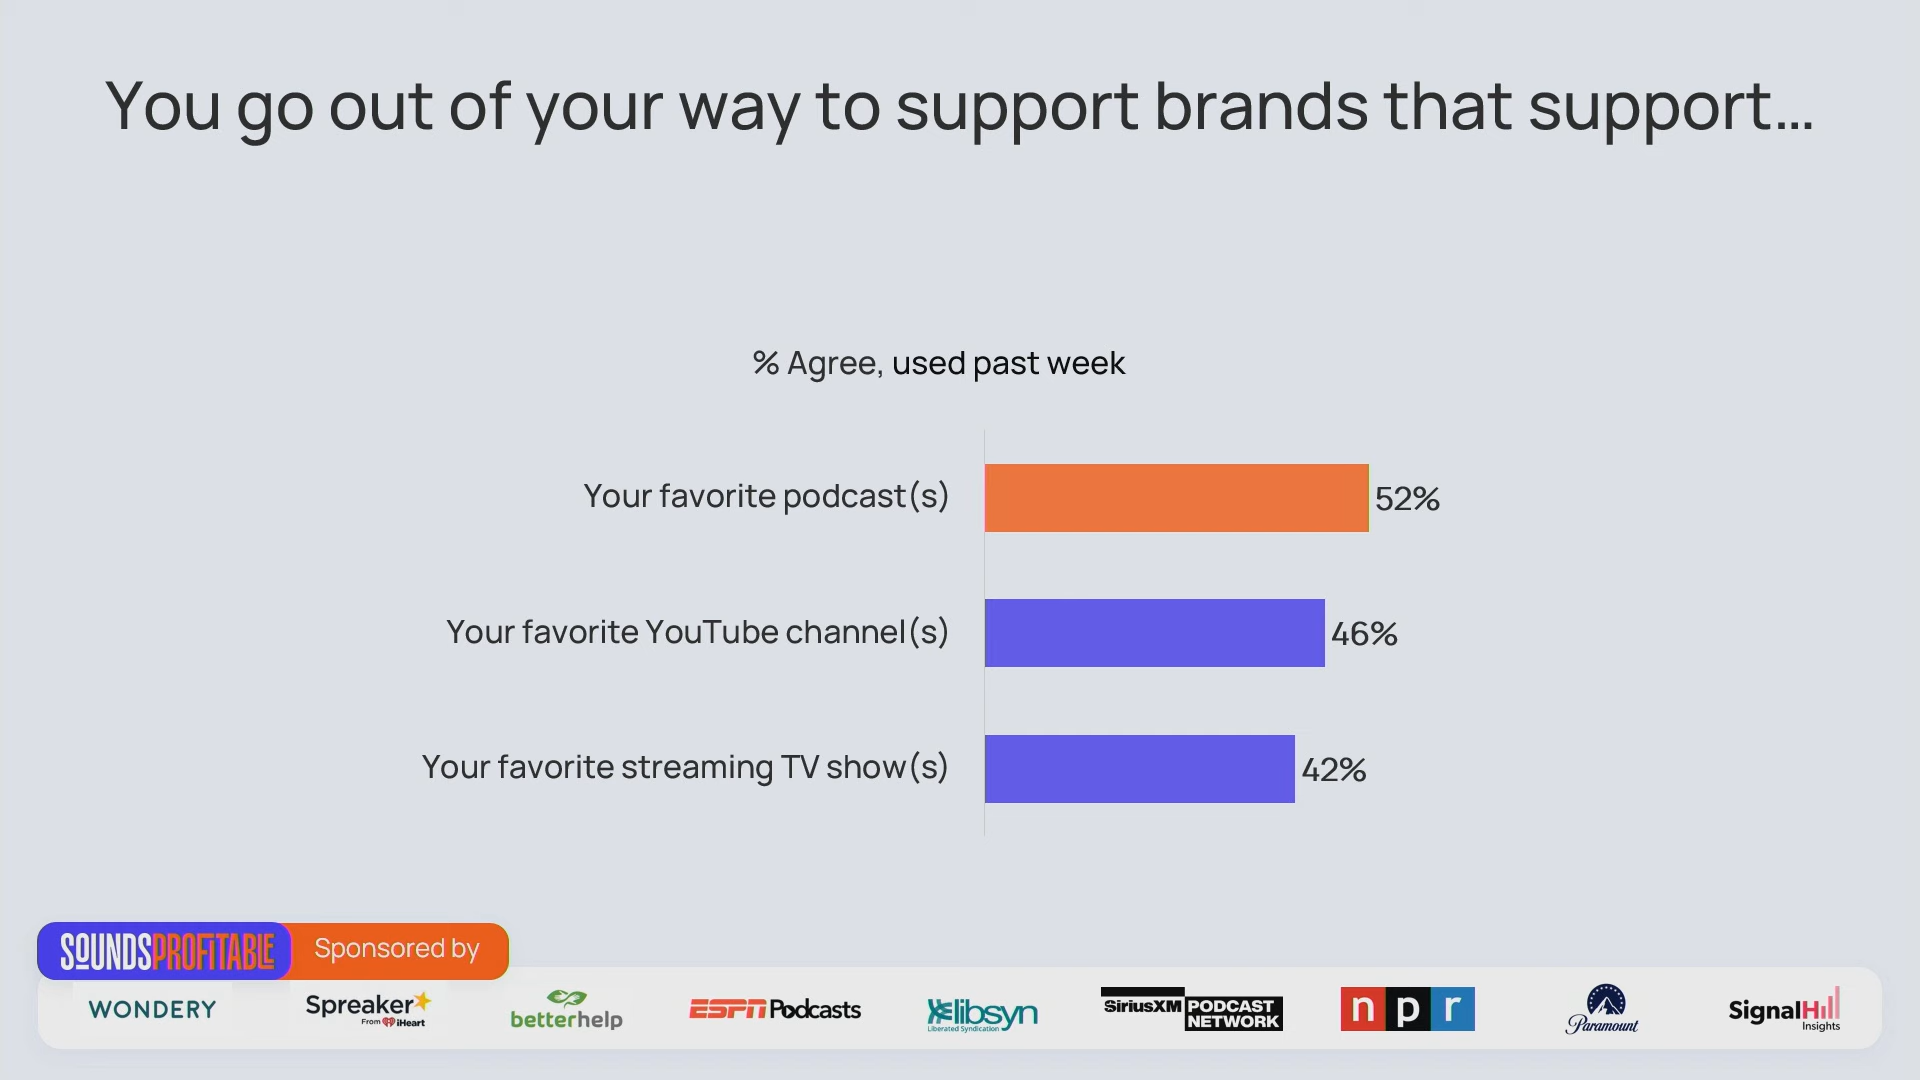 You go out of your way to support brands that support...
% Agree, used past week
Your favorite podcast(s) 52%
Your favorite YouTube channel(s) 46%
Your favorite streaming TV show(s) 42%
SOUNDSPROFITABLE Sponsored by
WONDERY
Spreaker
From iHeart
betterhelp
ESPN Podcasts
libsyn
Liberated Syndication
SiriusXM PODCAST
NETWORK
npr
Paramount
SignalHill
Insights